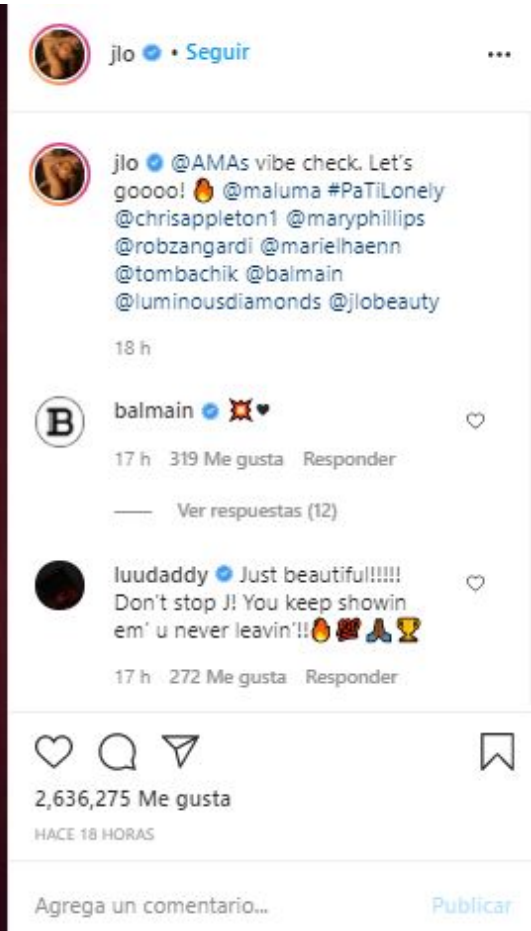 jlo • Seguir
jlo @AMAs vibe check. Let's
goooo! 🔥 @maluma #PaTiLonely
@chrisappleton1 @maryphillips
@robzangardi @marielhaenn
@tombachik @balmain
@luminousdiamonds @jlobeauty
18 h
B
balmain 💥🖤
17 h 319 Me gusta Responder
Ver respuestas (12)
luudaddy Just beautiful!!!!!
Don't stop J! You keep showin
em' u never leavin'!!🔥💯🙏🏾🏆
17 h 272 Me gusta Responder
2,636,275 Me gusta
HACE 18 HORAS
Agrega un comentario... Publicar